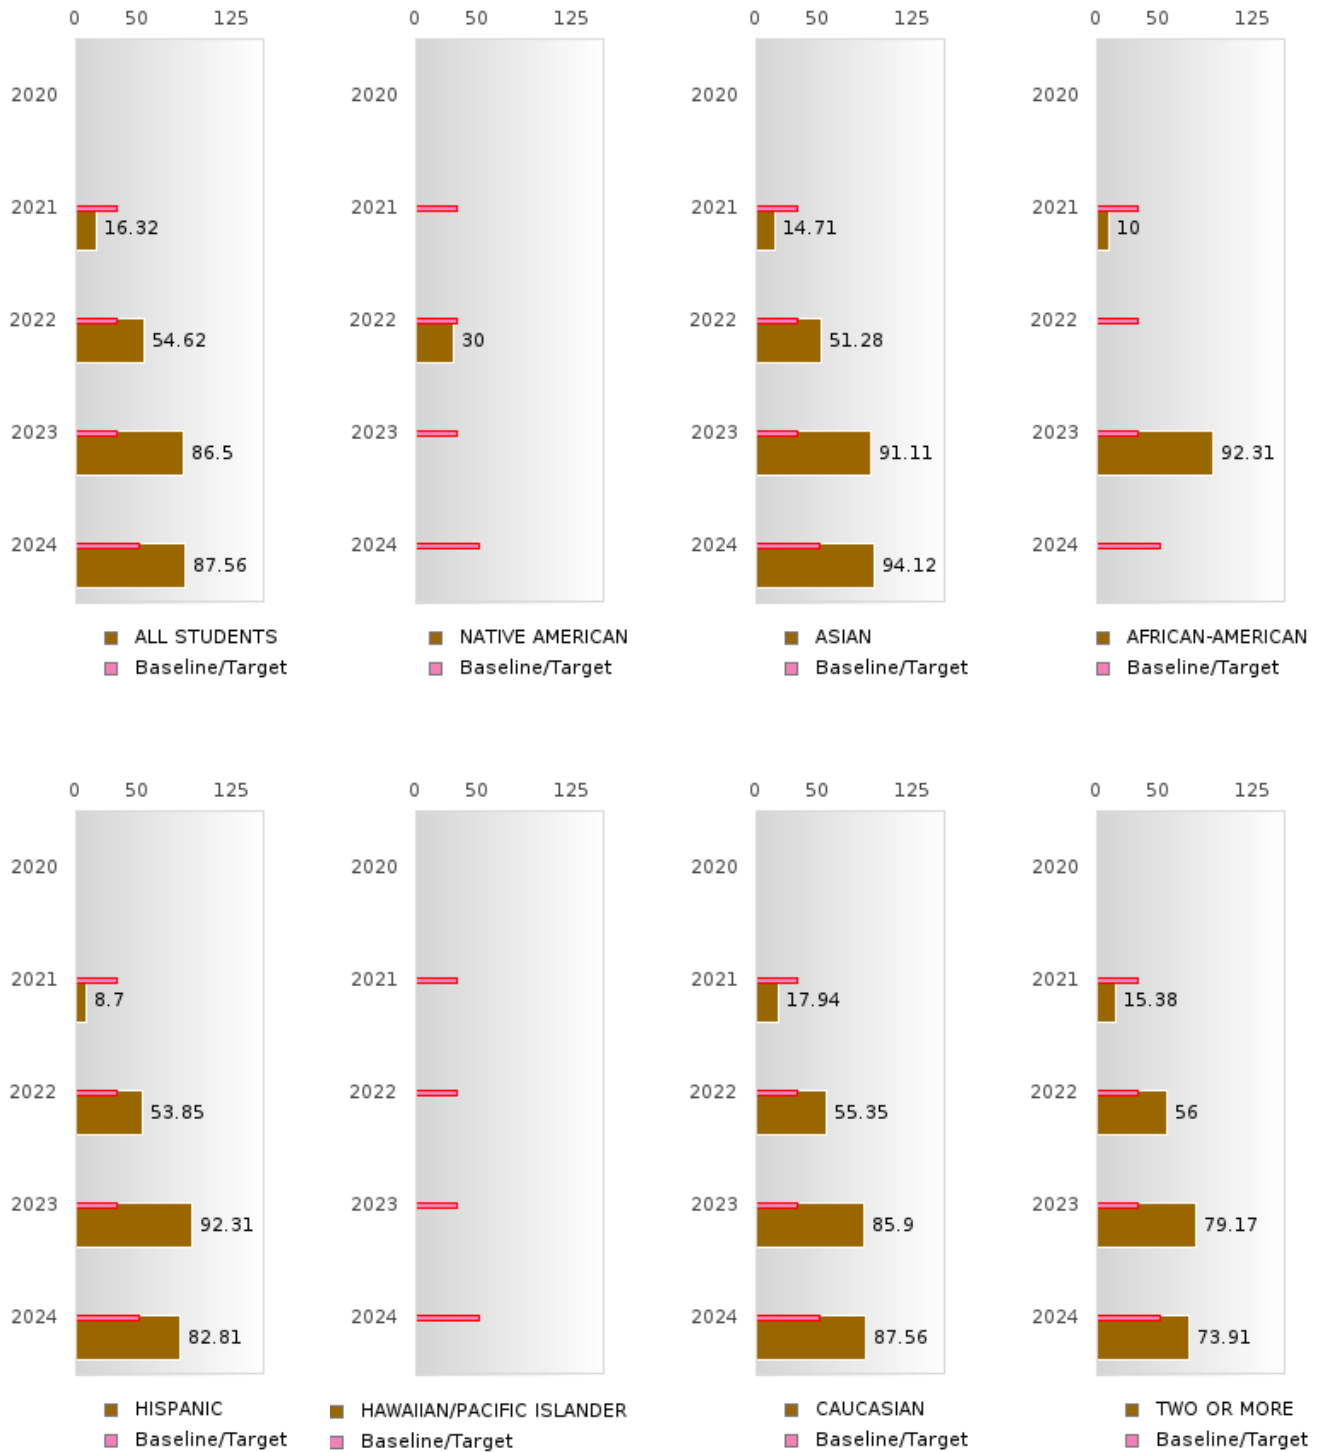 0 50 125 0 50 125 0 50 125 0 50 125
2020 2020 2020 2020
2021 2021 2021 2021
16.32 14.71 10
2022 2022 2022 2022
54.62 30 51.28
2023 2023 2023 2023
86.5 91.11 92.31
2024 2024 2024 2024
87.56 94.12
ALL STUDENTS NATIVE AMERICAN ASIAN AFRICAN-AMERICAN
Baseline/Target Baseline/Target Baseline/Target Baseline/Target
0 50 125 0 50 125 0 50 125 0 50 125
2020 2020 2020 2020
2021 2021 2021 2021
8.7 17.94 15.38
2022 2022 2022 2022
53.85 55.35 56
2023 2023 2023 2023
92.31 85.9 79.17
2024 2024 2024 2024
82.81 87.56 73.91
HISPANIC HAWAIIAN/PACIFIC ISLANDER CAUCASIAN TWO OR MORE
Baseline/Target Baseline/Target Baseline/Target Baseline/Target